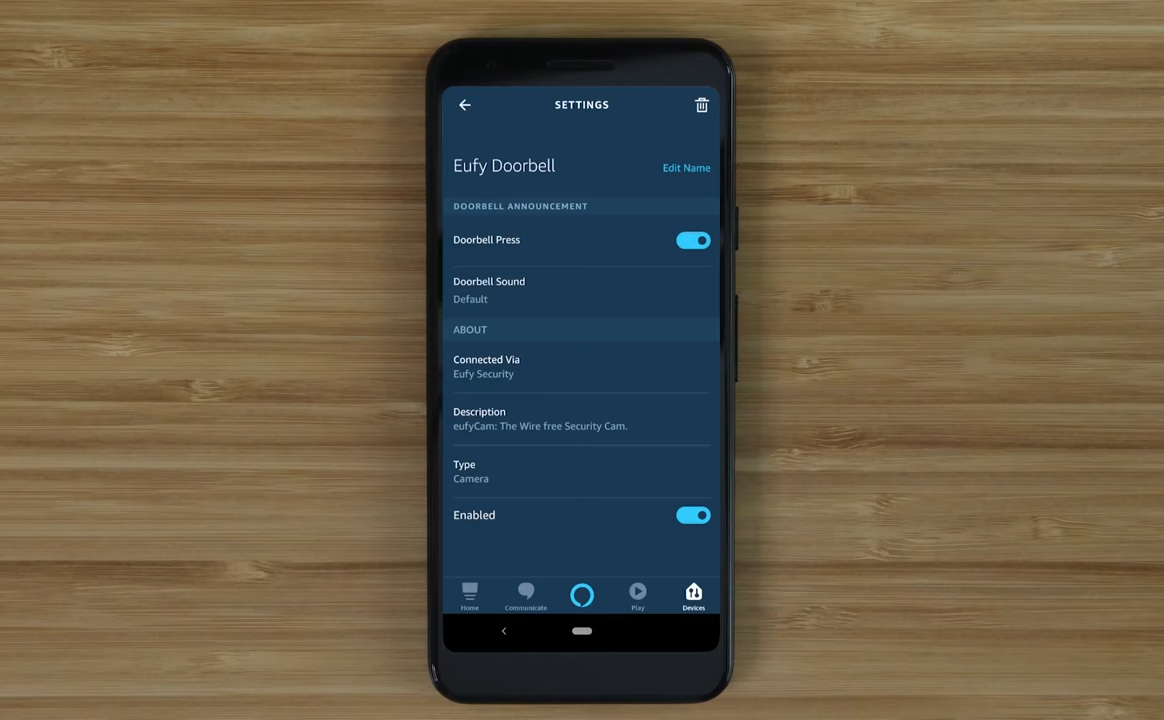 SETTINGS
Eufy Doorbell
Edit Name
DOORBELL ANNOUNCEMENT
Doorbell Press
Doorbell Sound
Default
ABOUT
Connected Via
Eufy Security
Description
eufyCam: The Wire free Security Cam.
Type
Camera
Enabled
Home Communicate Play Devices